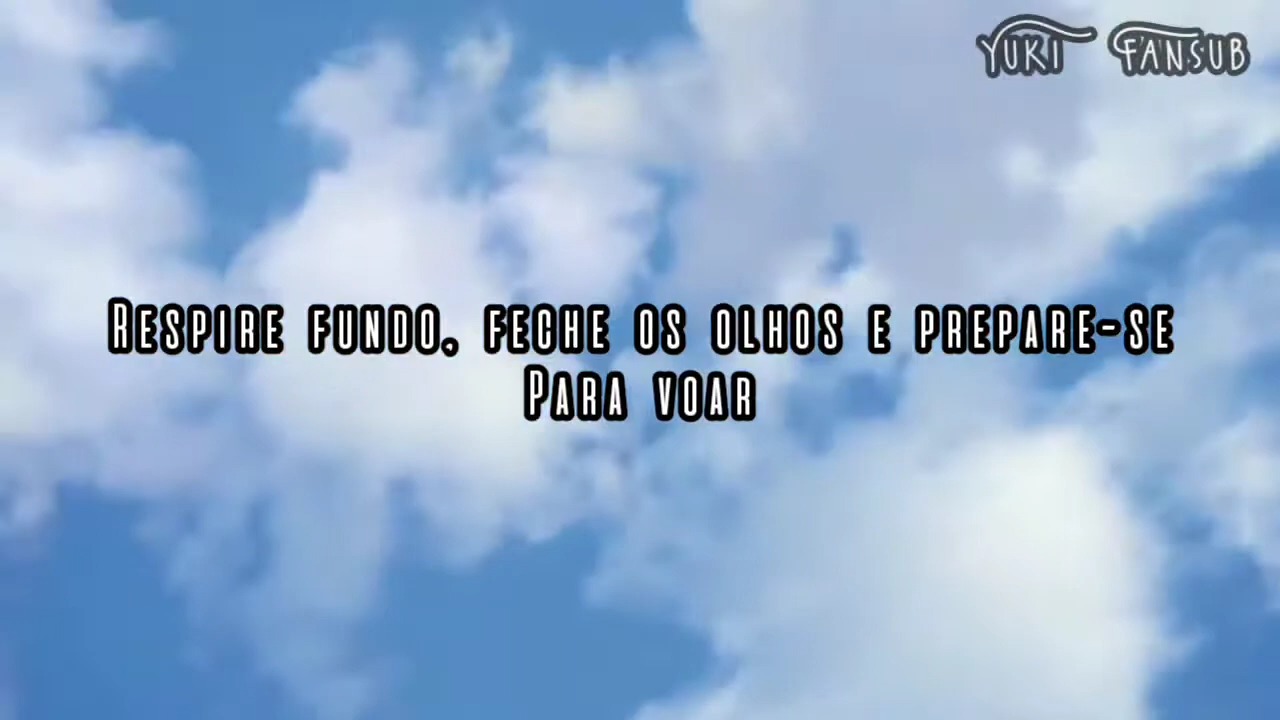 Yuki Fansub
Respire fundo, feche os olhos e prepare-se
Para voar